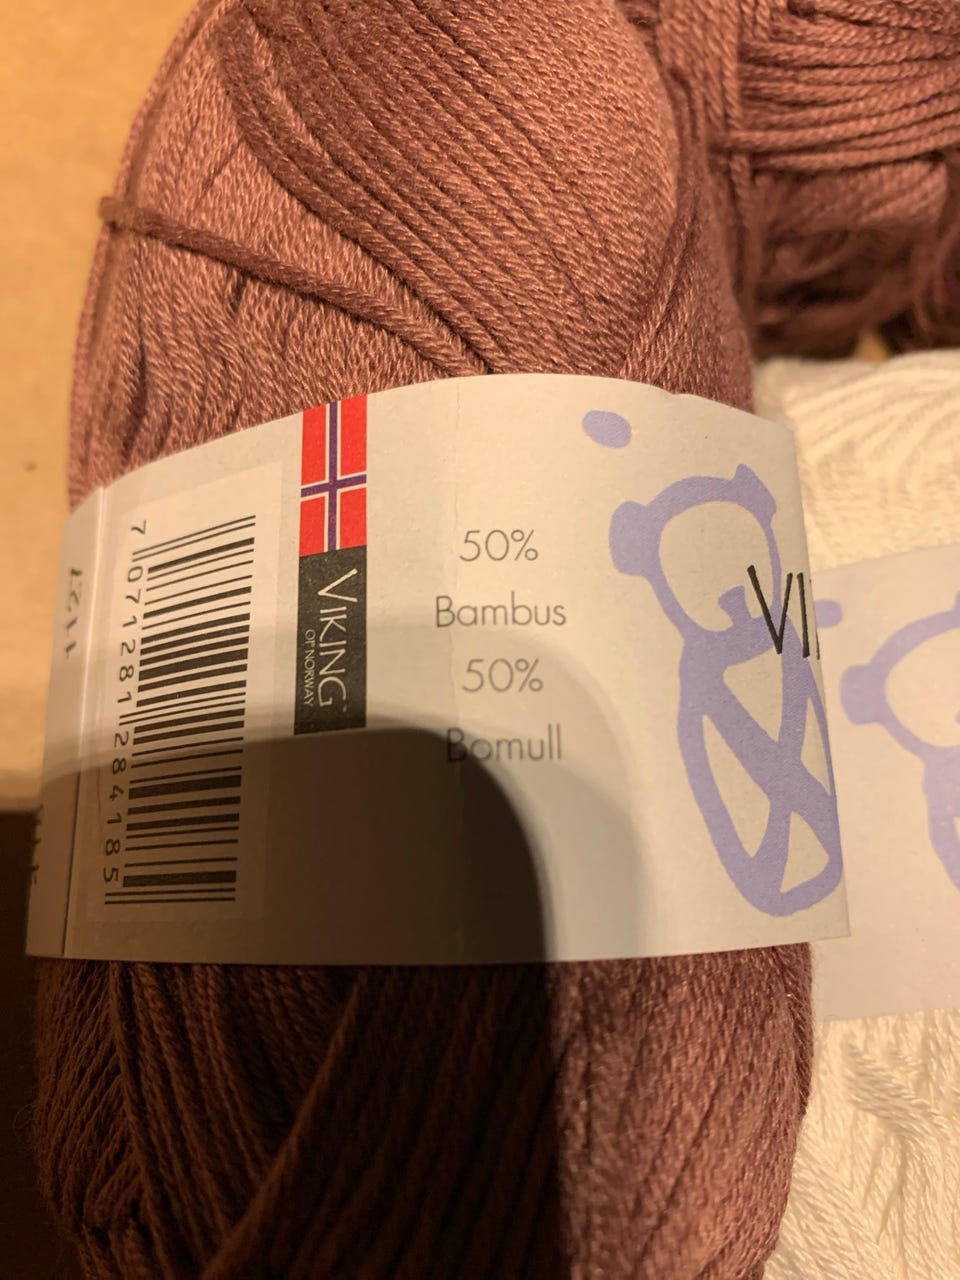 50%
Bambus
50%
Bomull
VIKING
OF NORWAY
7 071281 284185